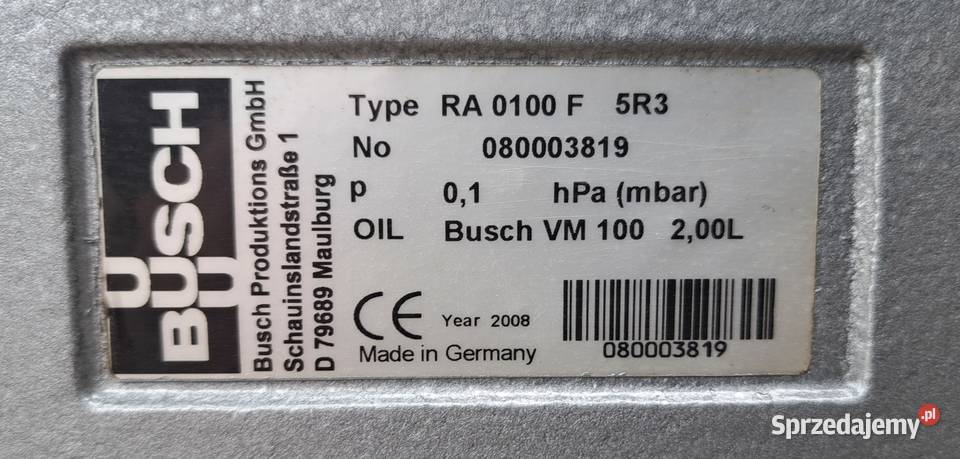 BUSCH
Busch Produktions GmbH
Schauinslandstraße 1
D 79689 Maulburg
Type RA 0100 F 5R3
No 080003819
p 0,1 hPa (mbar)
OIL Busch VM 100 2,00L
CE Year 2008
Made in Germany
080003819
Sprzedajemy.pl